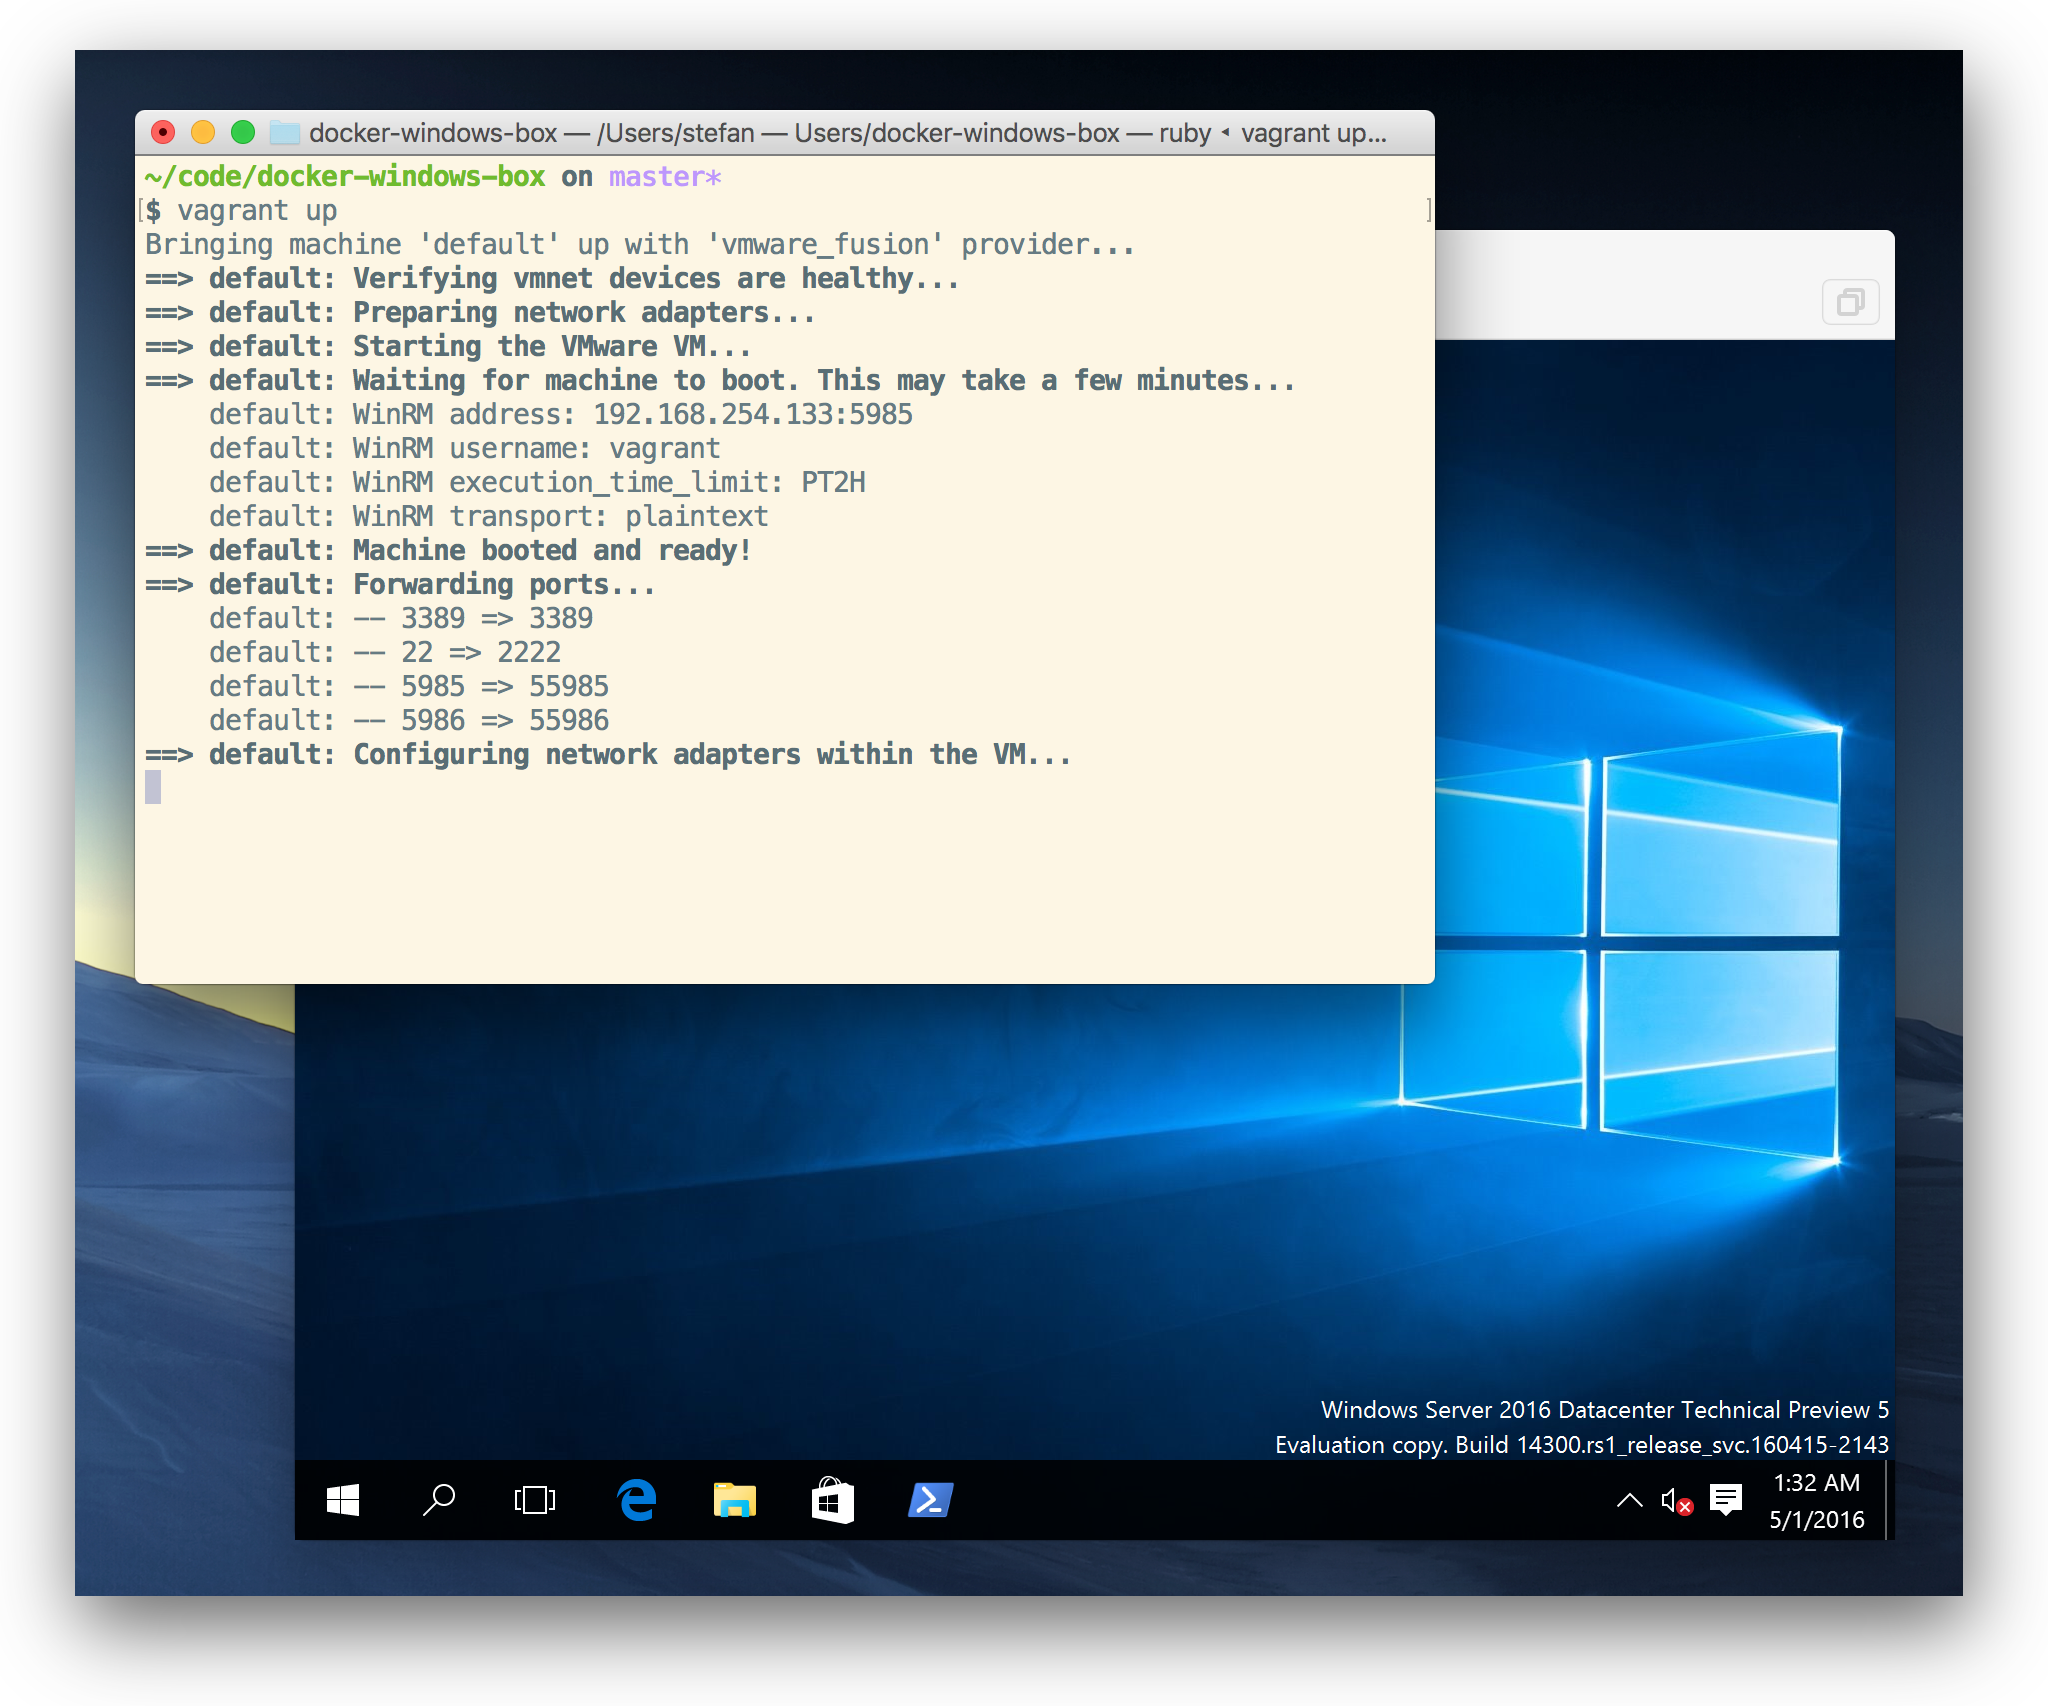 docker-windows-box — /Users/stefan — Users/docker-windows-box — ruby ◂ vagrant up...
~/code/docker-windows-box on master*
[$ vagrant up ]
Bringing machine 'default' up with 'vmware_fusion' provider...
==> default: Verifying vmnet devices are healthy...
==> default: Preparing network adapters...
==> default: Starting the VMware VM...
==> default: Waiting for machine to boot. This may take a few minutes...
    default: WinRM address: 192.168.254.133:5985
    default: WinRM username: vagrant
    default: WinRM execution_time_limit: PT2H
    default: WinRM transport: plaintext
==> default: Machine booted and ready!
==> default: Forwarding ports...
    default: -- 3389 => 3389
    default: -- 22 => 2222
    default: -- 5985 => 55985
    default: -- 5986 => 55986
==> default: Configuring network adapters within the VM...
Windows Server 2016 Datacenter Technical Preview 5
Evaluation copy. Build 14300.rs1_release_svc.160415-2143
1:32 AM
5/1/2016